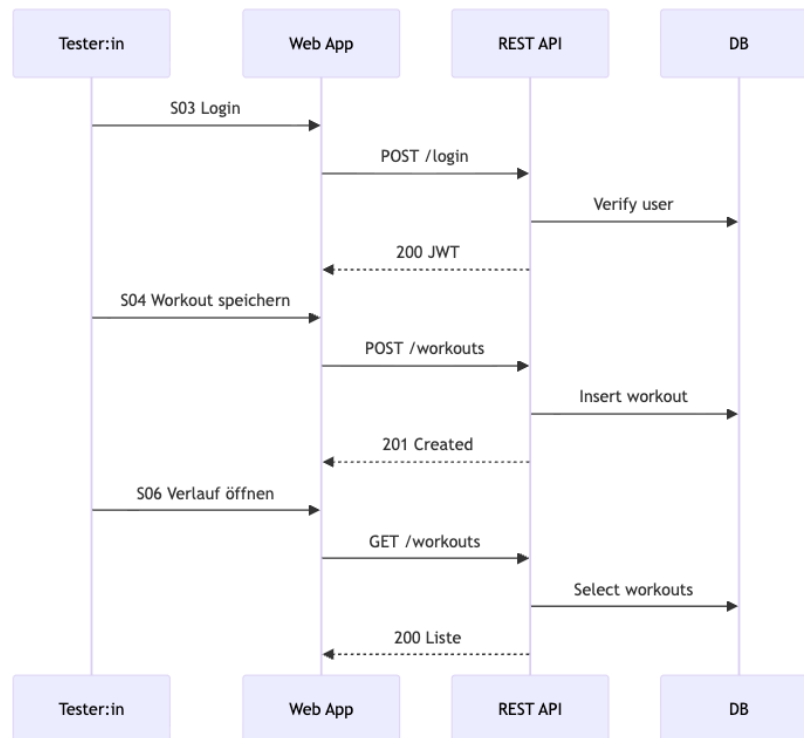 Tester:in
Web App
REST API
DB
S03 Login
POST /login
Verify user
200 JWT
S04 Workout speichern
POST /workouts
Insert workout
201 Created
S06 Verlauf öffnen
GET /workouts
Select workouts
200 Liste
Tester:in
Web App
REST API
DB